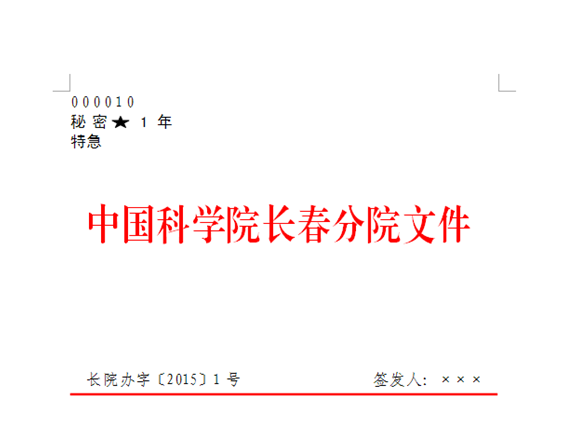 000010
秘密★ 1 年
特急
中国科学院长春分院文件
长院办字〔2015〕1 号 签发人: ×××